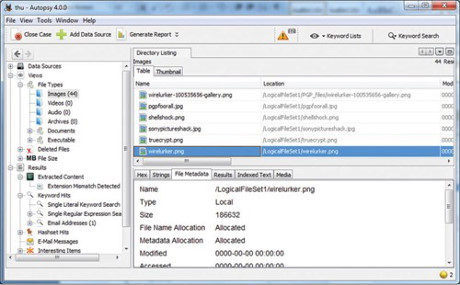 thu - Autopsy 4.0.0
File View Tools Window Help
Close Case Add Data Source Generate Report Keyword Lists Keyword Search
Directory Listing
Images 44
Table Thumbnail
Name Location
wirelurker-100535656-gallery.png /LogicalFileSet1/PGP_files/wirelurker-100535656-gallery.png
pgpfoorall.jpg /LogicalFileSet1/pgpfoorall.jpg
shellshock.png /LogicalFileSet1/shellshock.png
sonypictureshack.jpg /LogicalFileSet1/sonypictureshack.jpg
truecrypt.png /LogicalFileSet1/truecrypt.png
wirelurker.png /LogicalFileSet1/wirelurker.png
Data Sources
Views
File Types
Images (44)
Videos (0)
Audio (0)
Archives (0)
Documents
Executable
Deleted Files
MB File Size
Results
Extracted Content
Extension Mismatch Detected
Keyword Hits
Single Literal Keyword Search
Single Regular Expression Sea
Email Addresses (1)
Hashset Hits
E-Mail Messages
Interesting Items
Hex Strings File Metadata Results Indexed Text Media
Name /LogicalFileSet1/wirelurker.png
Type Local
Size 186632
File Name Allocation Allocated
Metadata Allocation Allocated
Modified 0000-00-00 00:00:00
Accessed 0000-00-00 00:00:00
2